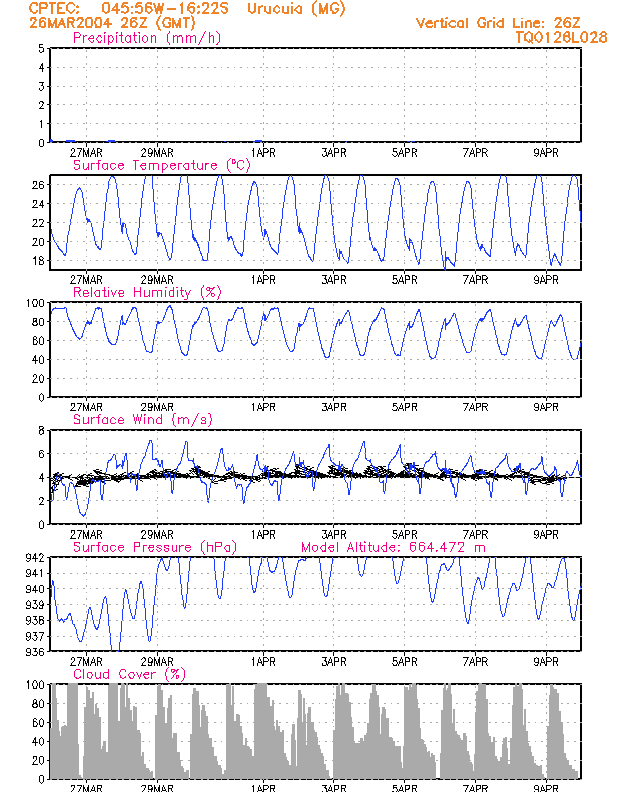 CPTEC:   045:56W-16:22S  Urucuia (MG)
26MAR2004 26Z (GMT)
Vertical Grid Line: 26Z
TQ0126L028
Precipitation (mm/h)
5
4
3
2
1
0
27MAR 29MAR 1APR 3APR 5APR 7APR 9APR
Surface Temperature (°C)
26
24
22
20
18
27MAR 29MAR 1APR 3APR 5APR 7APR 9APR
Relative Humidity (%)
100
80
60
40
20
0
27MAR 29MAR 1APR 3APR 5APR 7APR 9APR
Surface Wind (m/s)
8
6
4
2
0
27MAR 29MAR 1APR 3APR 5APR 7APR 9APR
Surface Pressure (hPa) Model Altitude: 664.472 m
942
941
940
939
938
937
936
27MAR 29MAR 1APR 3APR 5APR 7APR 9APR
Cloud Cover (%)
100
80
60
40
20
0
27MAR 29MAR 1APR 3APR 5APR 7APR 9APR